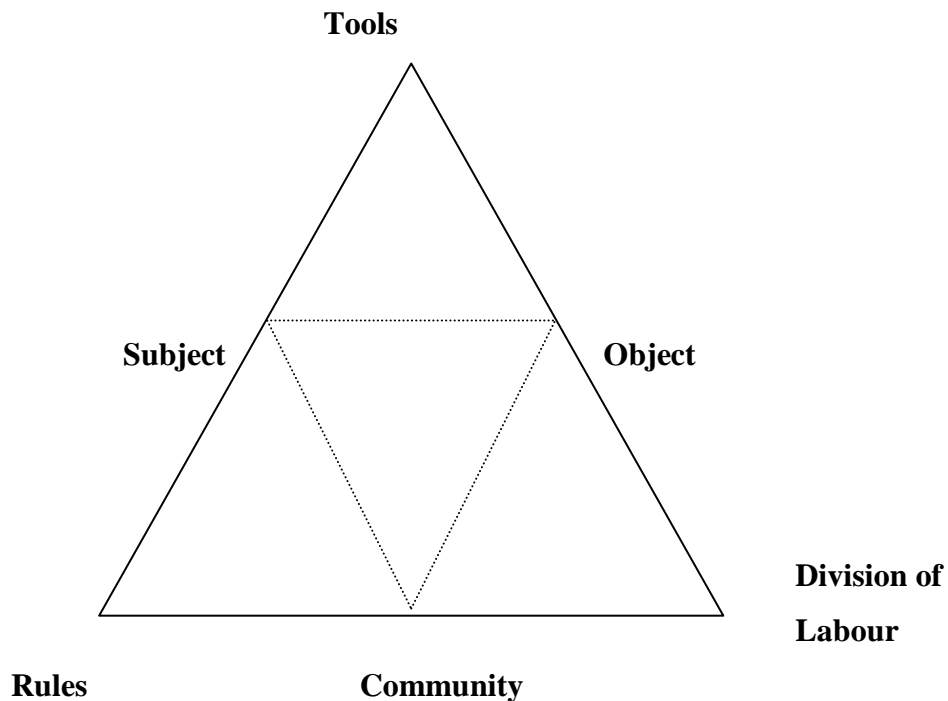 Tools
Subject
Object
Division of
Labour
Rules
Community